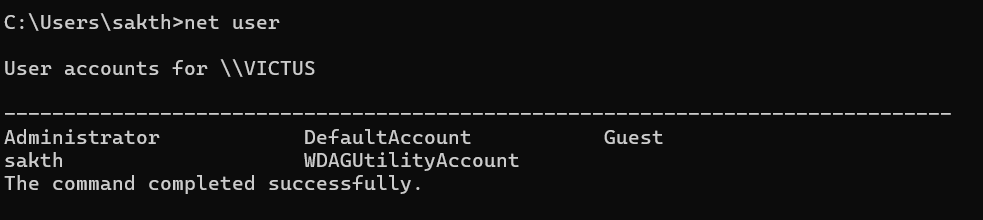 C:\Users\sakth>net user
User accounts for \\VICTUS
-------------------------------------------------------------------------------
Administrator            DefaultAccount           Guest
sakth                    WDAGUtilityAccount
The command completed successfully.